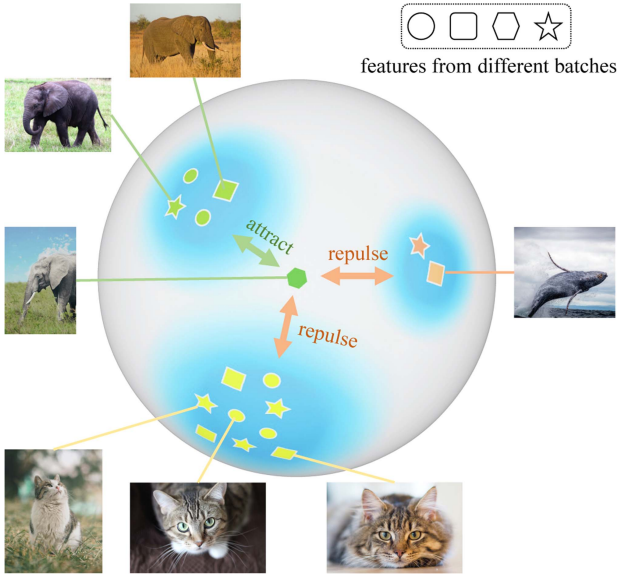 features from different batches
attract
repulse
repulse